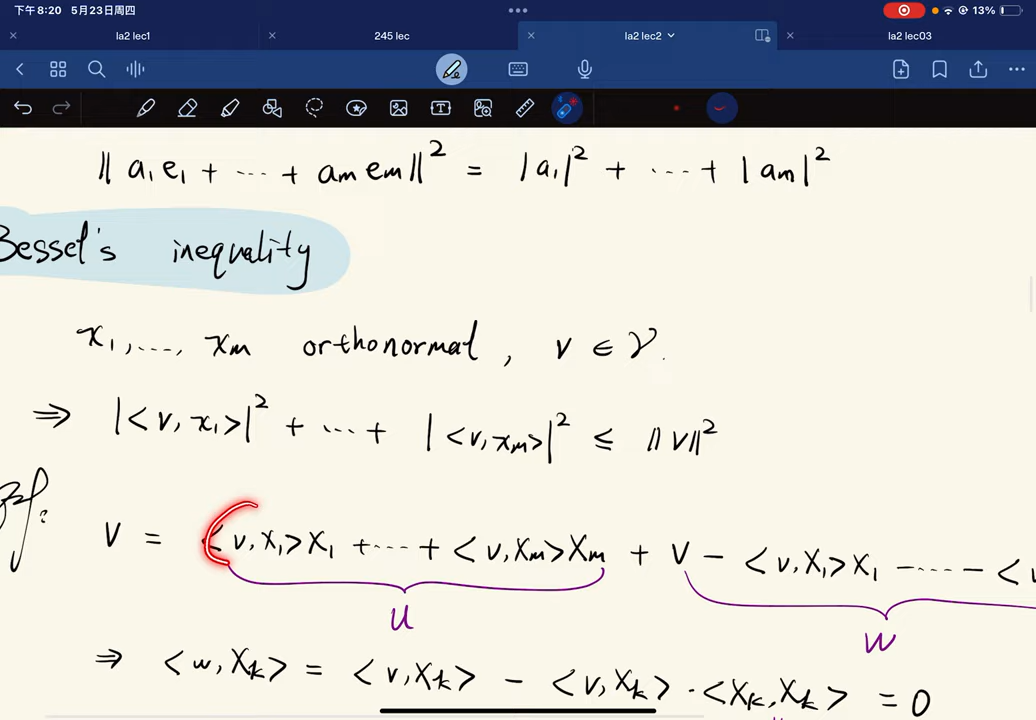 下午8:20 5月23日周四 13%
la2 lec1 245 lec la2 lec2 la2 lec03
‖a₁e₁ + ··· + aₘeₘ‖² = |a₁|² + ··· + |aₘ|²
Bessel's inequality
x₁, ..., xₘ orthonormal, v ∈ V.
⇒ |<v, x₁>|² + ··· + |<v, xₘ>|² ≤ ‖v‖²
Pf:
v = <v, x₁>x₁ + ··· + <v, xₘ>xₘ + v − <v, x₁>x₁ − ··· − <v
u
w
⇒ <w, xₖ> = <v, xₖ> − <v, xₖ> · <xₖ, xₖ> = 0